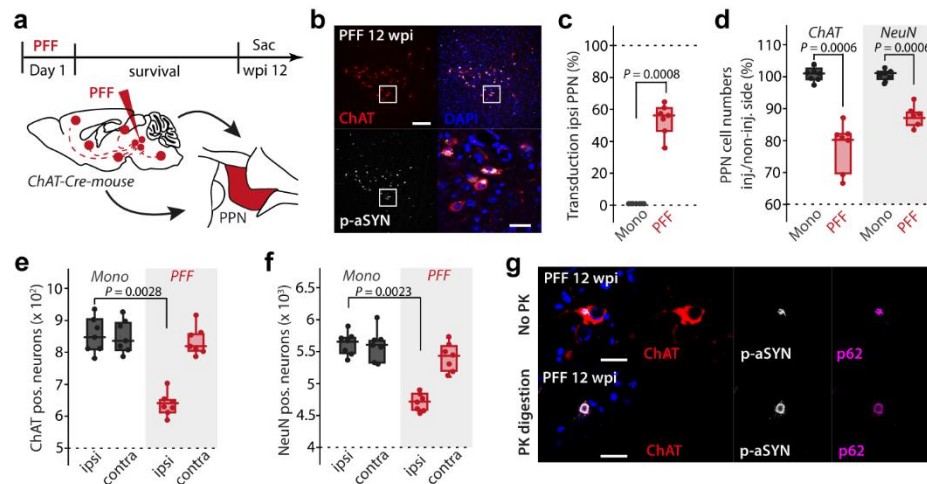 a
PFF
Day 1
survival
Sac
wpi 12
PFF
ChAT-Cre-mouse
PPN
b
PFF 12 wpi
ChAT
DAPI
p-aSYN
c
Transduction ipsi PPN (%)
100
80
60
40
20
0
P = 0.0008
Mono
PFF
d
PPN cell numbers
inj./non-inj. side (%)
ChAT
NeuN
P = 0.0006
P = 0.0006
110
100
90
80
70
60
Mono
PFF
Mono
PFF
e
ChAT pos. neurons (x 10²)
Mono
PFF
P = 0.0028
10
9
8
7
6
5
ipsi
contra
ipsi
contra
f
NeuN pos. neurons (x 10³)
Mono
PFF
P = 0.0023
6.5
6
5.5
5
4.5
4
ipsi
contra
ipsi
contra
g
No PK
PFF 12 wpi
ChAT
p-aSYN
p62
PK digestion
PFF 12 wpi
ChAT
p-aSYN
p62